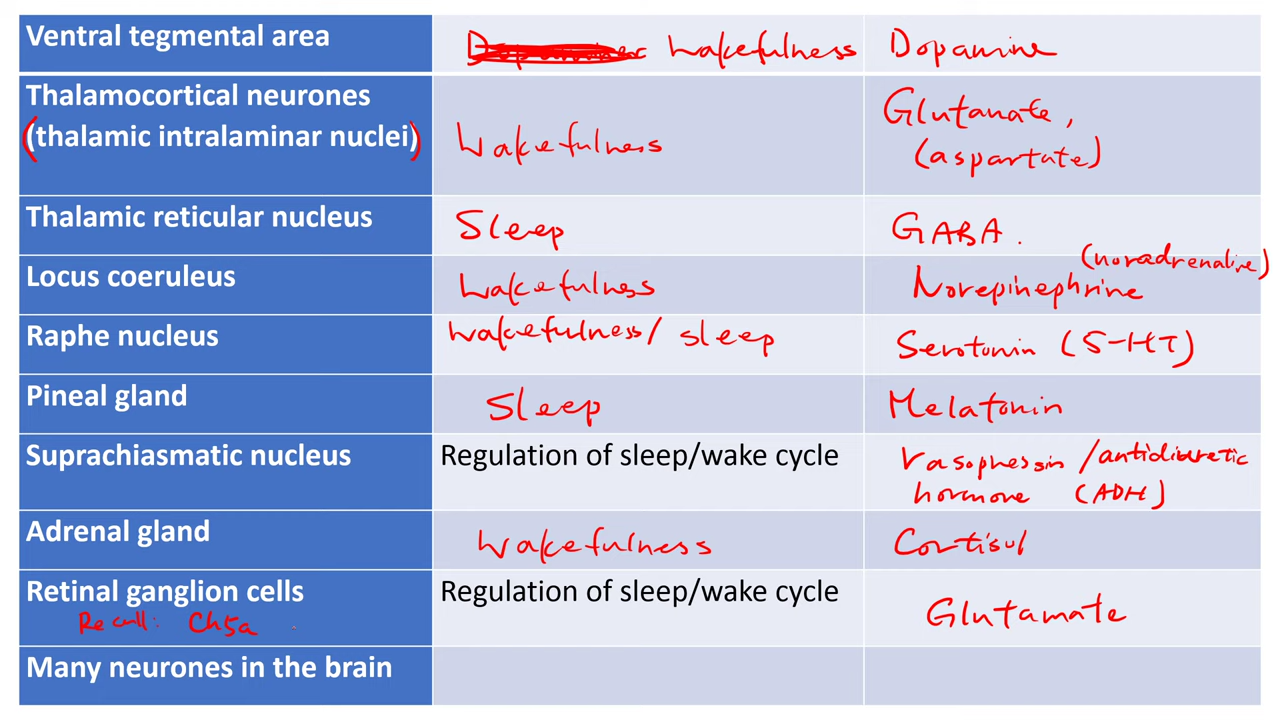 Ventral tegmental area
wakefulness
Dopamine
Thalamocortical neurones
(thalamic intralaminar nuclei)
wakefulness
Glutamate,
(aspartate)
Thalamic reticular nucleus
Sleep
GABA.
Locus coeruleus
wakefulness
(noradrenaline)
Norepinephrine
Raphe nucleus
wakefulness/ sleep
Serotonin (5-HT)
Pineal gland
Sleep
Melatonin
Suprachiasmatic nucleus
Regulation of sleep/wake cycle
vasopressin /antidiuretic
hormone (ADH)
Adrenal gland
wakefulness
Cortisol
Retinal ganglion cells
Recall: Ch5a
Regulation of sleep/wake cycle
Glutamate
Many neurones in the brain